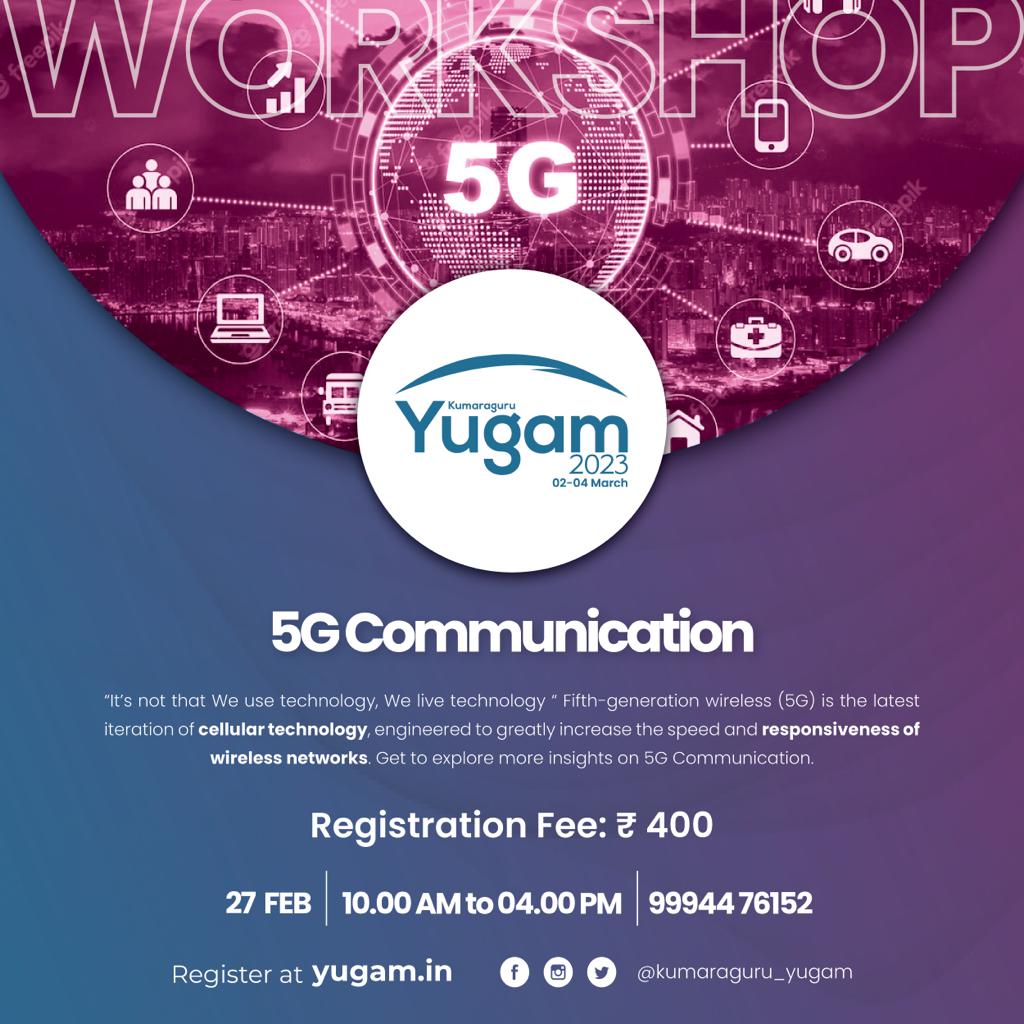 WORKSHOP
5G
Kumaraguru
Yugam
2023
02-04 March
5G Communication
“It’s not that We use technology, We live technology “ Fifth-generation wireless (5G) is the latest
iteration of cellular technology, engineered to greatly increase the speed and responsiveness of
wireless networks. Get to explore more insights on 5G Communication.
Registration Fee: ₹ 400
27 FEB | 10.00 AM to 04.00 PM | 99944 76152
Register at yugam.in @kumaraguru_yugam